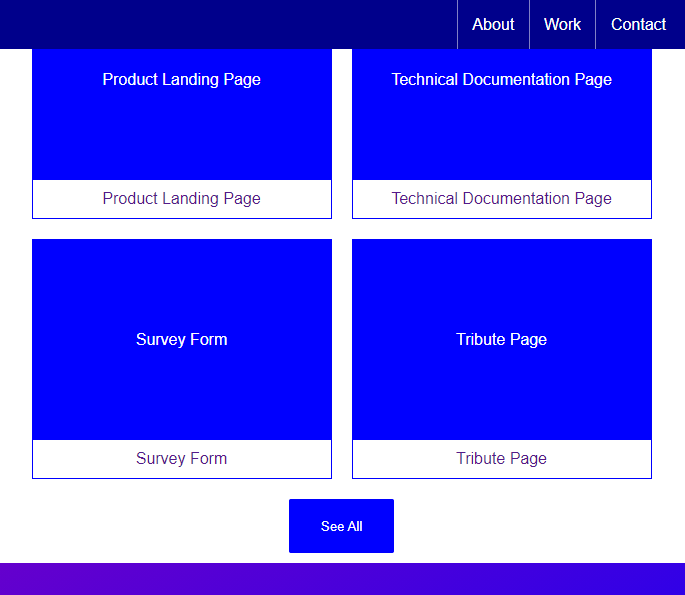 About Work Contact
Product Landing Page Technical Documentation Page
Product Landing Page Technical Documentation Page
Survey Form Tribute Page
Survey Form Tribute Page
See All